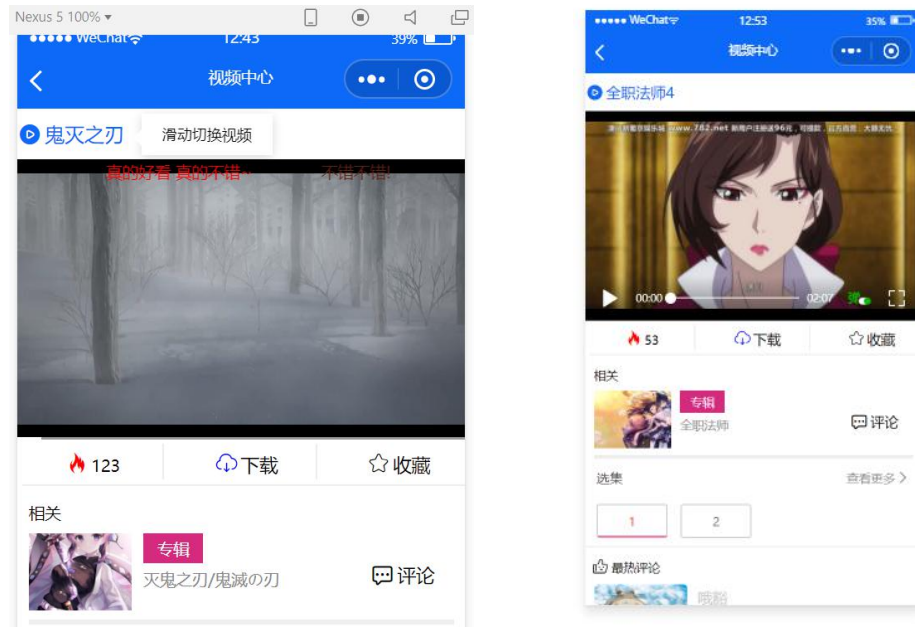 Nexus 5 100%
WeChat 12:43 39%
视频中心
鬼灭之刃
滑动切换视频
真的好看 真的不错~
不错不错!
123
下载
收藏
相关
专辑
灭鬼之刃/鬼滅の刃
评论
WeChat 12:53 35%
视频中心
全职法师4
www.782.net
00:00
02:07
弹
53
下载
收藏
相关
专辑
全职法师
评论
选集
查看更多
1
2
最热评论